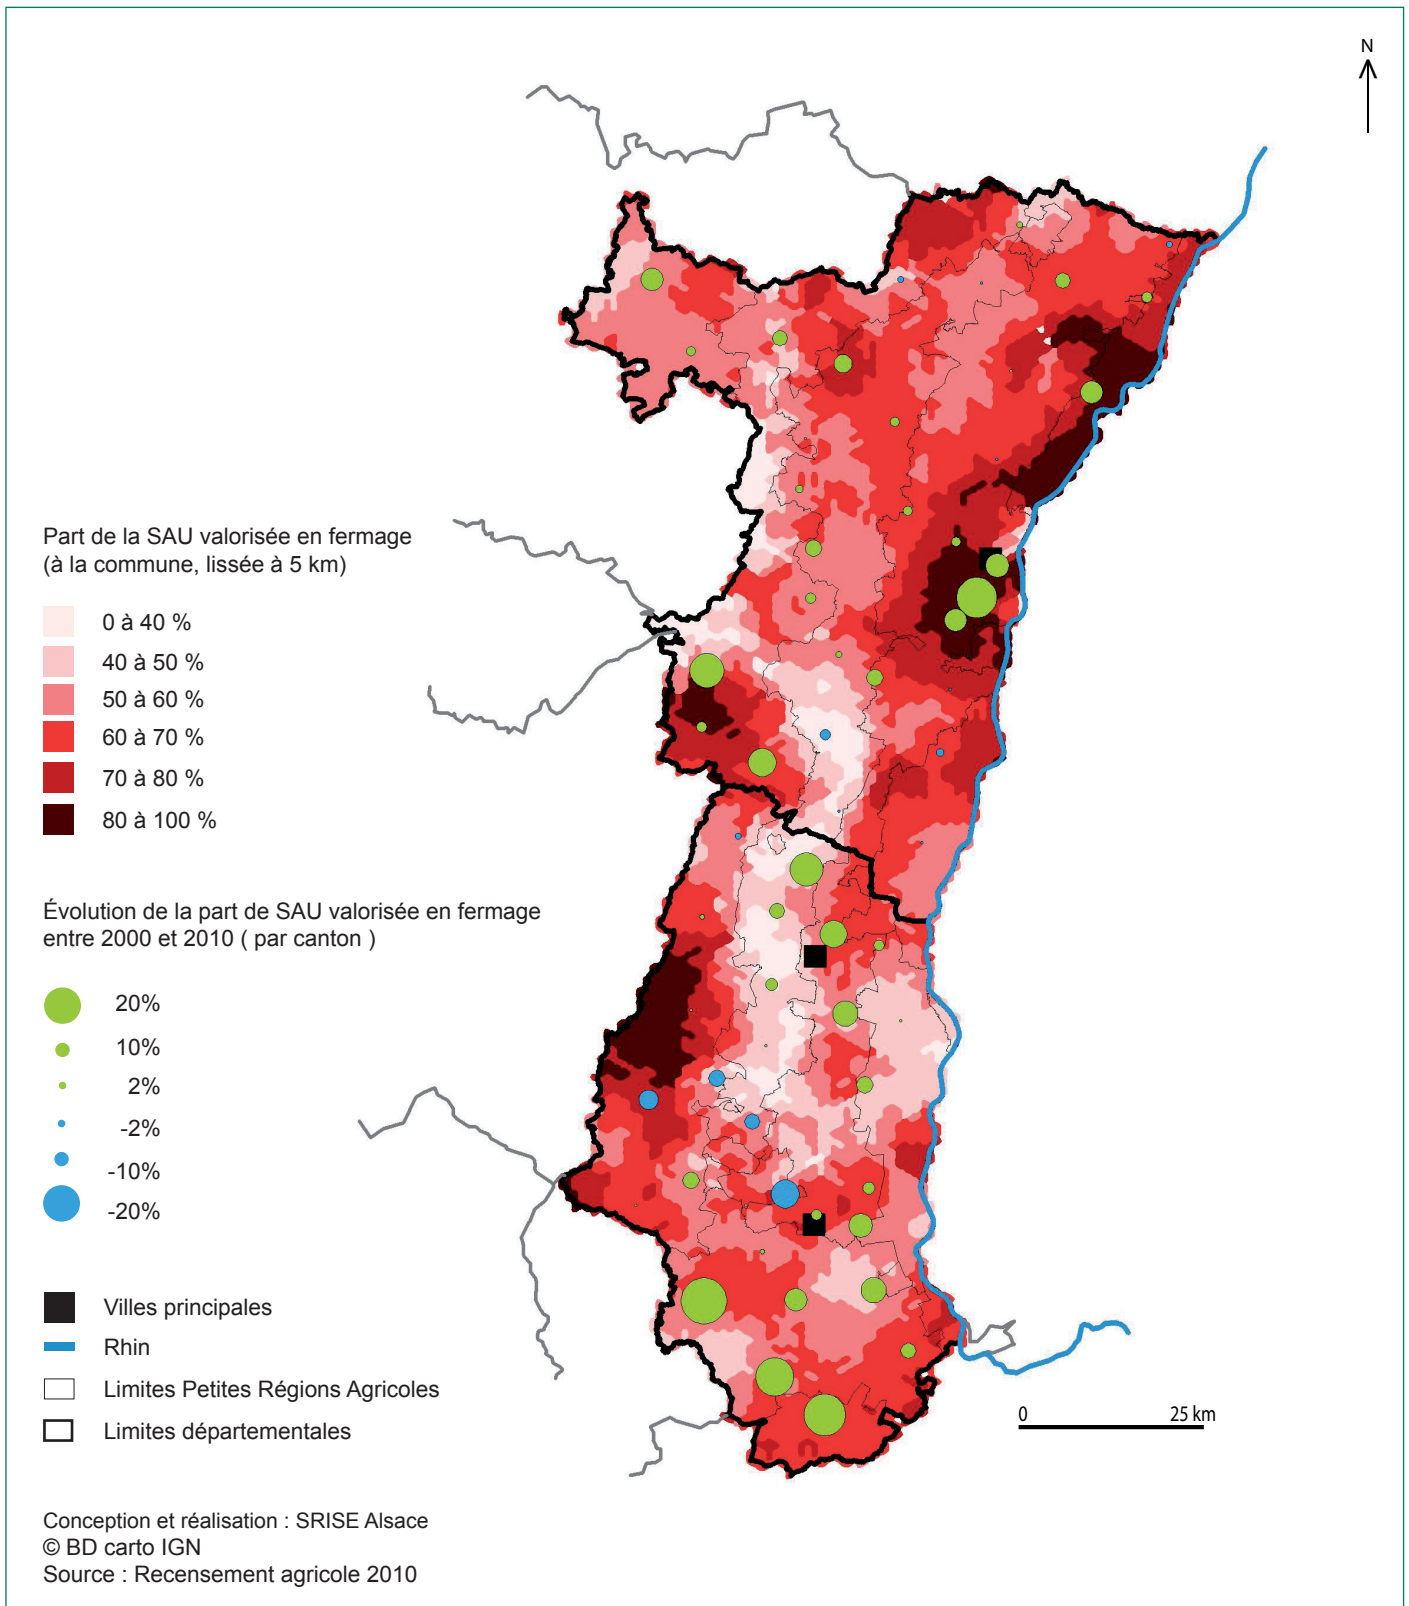 N
Part de la SAU valorisée en fermage
(à la commune, lissée à 5 km)
0 à 40 %
40 à 50 %
50 à 60 %
60 à 70 %
70 à 80 %
80 à 100 %
Évolution de la part de SAU valorisée en fermage
entre 2000 et 2010 ( par canton )
20%
10%
2%
-2%
-10%
-20%
Villes principales
Rhin
Limites Petites Régions Agricoles
Limites départementales
0 25 km
Conception et réalisation : SRISE Alsace
© BD carto IGN
Source : Recensement agricole 2010